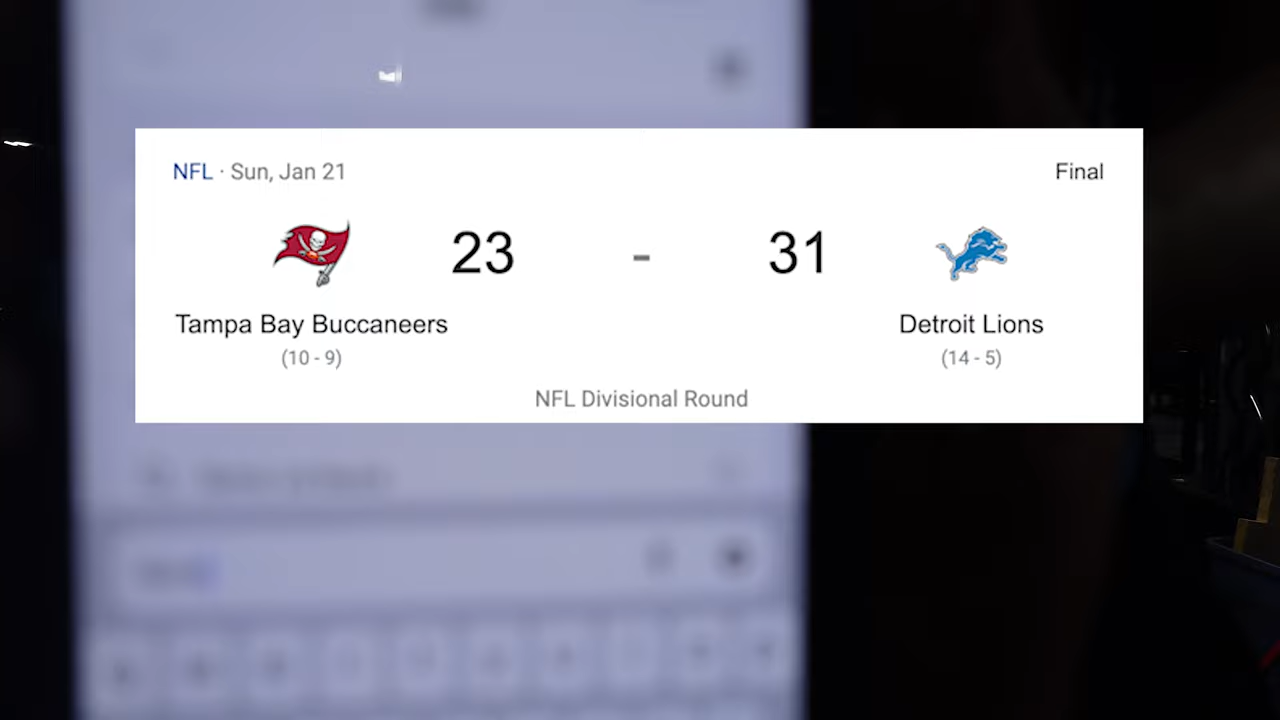 NFL · Sun, Jan 21
Final
23 - 31
Tampa Bay Buccaneers
Detroit Lions
(10 - 9)
(14 - 5)
NFL Divisional Round